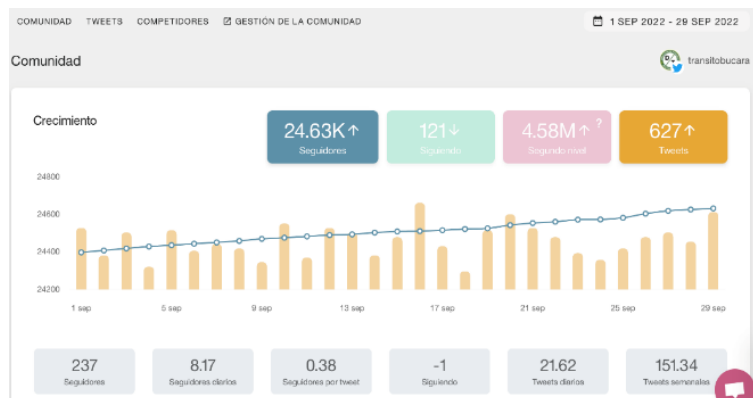 COMUNIDAD TWEETS COMPETIDORES GESTIÓN DE LA COMUNIDAD 1 SEP 2022 - 29 SEP 2022
Comunidad transitobucara
Crecimiento
24.63K↑ 121↓ 4.58M↑ ? 627↑
Seguidores Siguiendo Segundo nivel Tweets
24800
24600
24400
24200
1 sep 5 sep 9 sep 13 sep 17 sep 21 sep 25 sep 29 sep
237 8.17 0.38 -1 21.62 151.34
Seguidores Seguidores diarios Seguidores por tweet Siguiendo Tweets diarios Tweets semanales